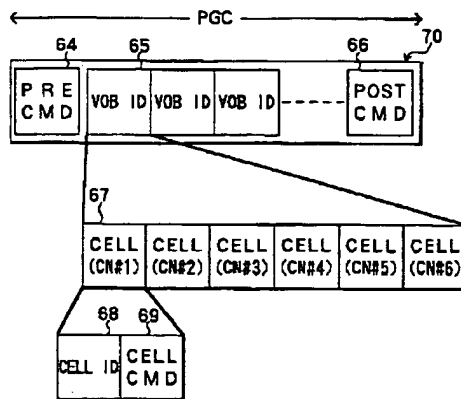 PGC
64 65 66 70
PRE CMD VOB ID VOB ID VOB ID POST CMD
67
CELL CELL CELL CELL CELL CELL
(CN#1) (CN#2) (CN#3) (CN#4) (CN#5) (CN#6)
68 69
CELL ID CELL CMD